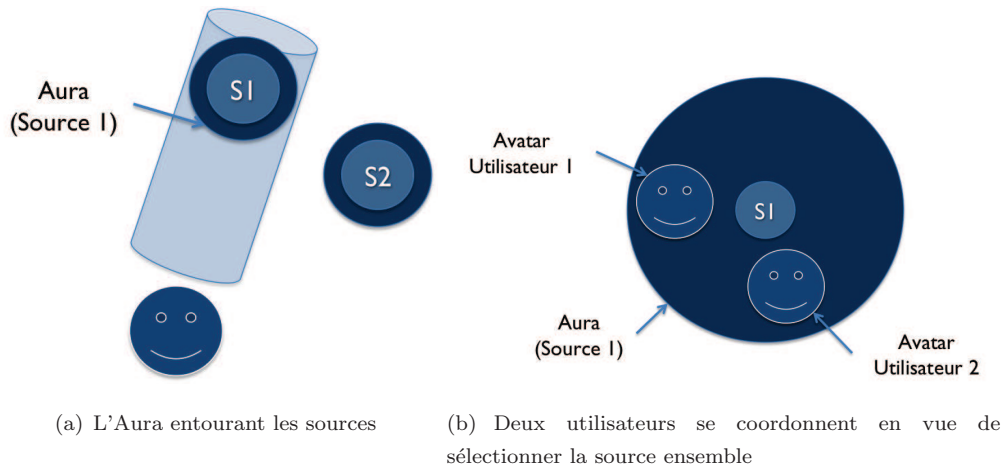 S1
Aura
(Source 1)
S2
(a) L'Aura entourant les sources
Avatar
Utilisateur 1
S1
Aura
(Source 1)
Avatar
Utilisateur 2
(b) Deux utilisateurs se coordonnent en vue de
sélectionner la source ensemble